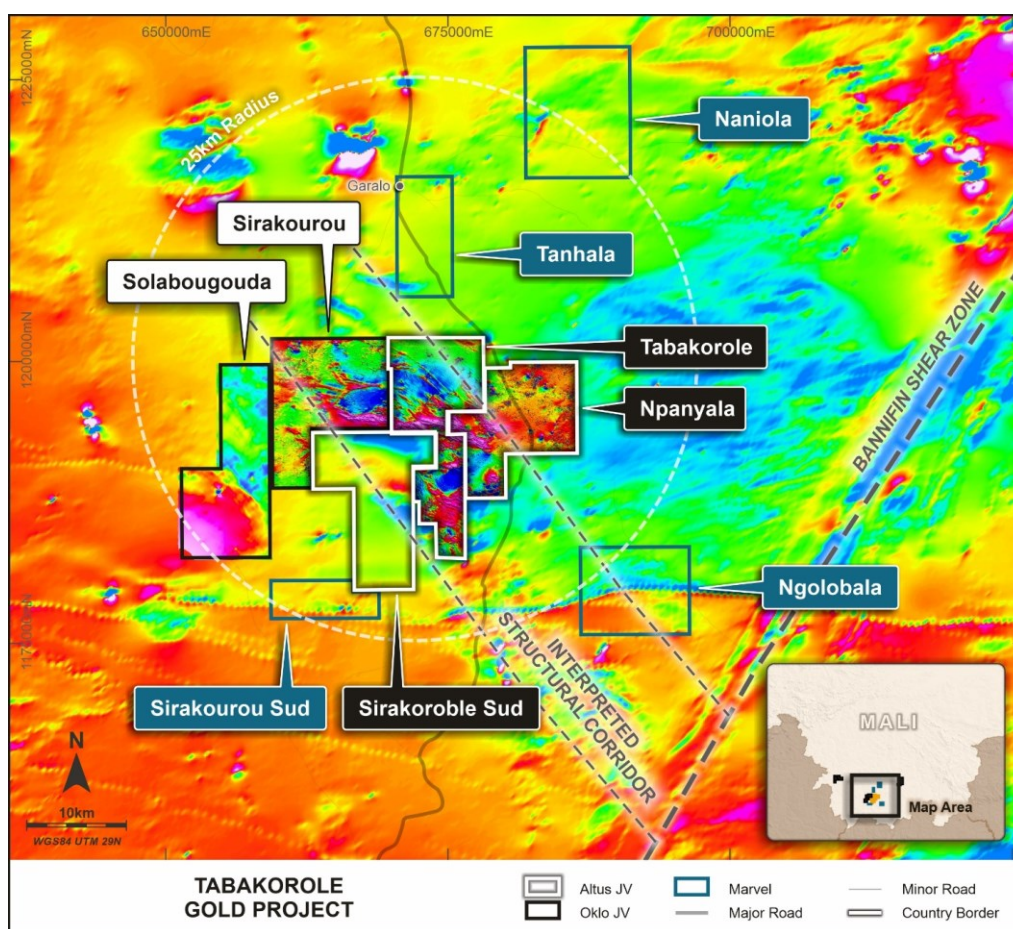 650000mE
675000mE
700000mE
1225000mN
25km Radius
Naniola
Garalo
Sirakourou
Tanhala
Solabougouda
BANNIFIN SHEAR ZONE
1200000mN
Tabakorole
Npanyala
Ngolobala
1175000mN
INTERPRETED
STRUCTURAL CORRIDOR
Sirakourou Sud
Sirakoroble Sud
MALI
Map Area
N
10km
WGS84 UTM 29N
TABAKOROLE
GOLD PROJECT
Altus JV
Marvel
Minor Road
Oklo JV
Major Road
Country Border